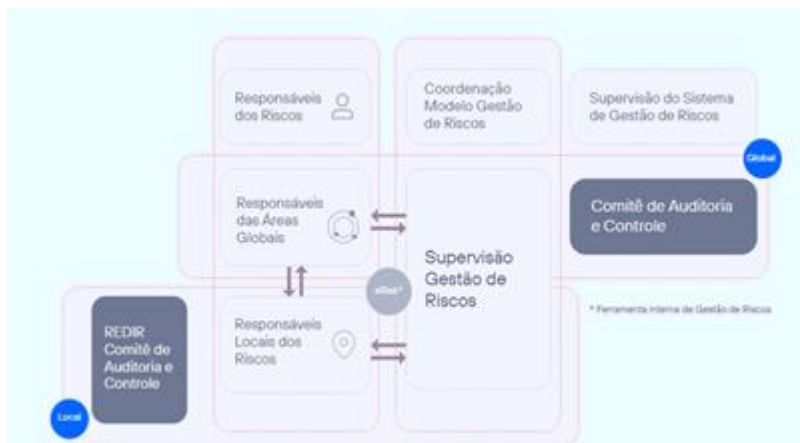 Responsáveis
dos Riscos
Coordenação
Modelo Gestão
de Riscos
Supervisão do Sistema
de Gestão de Riscos
Global
Responsáveis
das Áreas
Globais
Comitê de Auditoria
e Controle
Supervisão
Gestão de
Riscos
* Ferramenta interna de Gestão de Riscos
REDIR
Comitê de
Auditoria e
Controle
Responsáveis
Locais dos
Riscos
Local